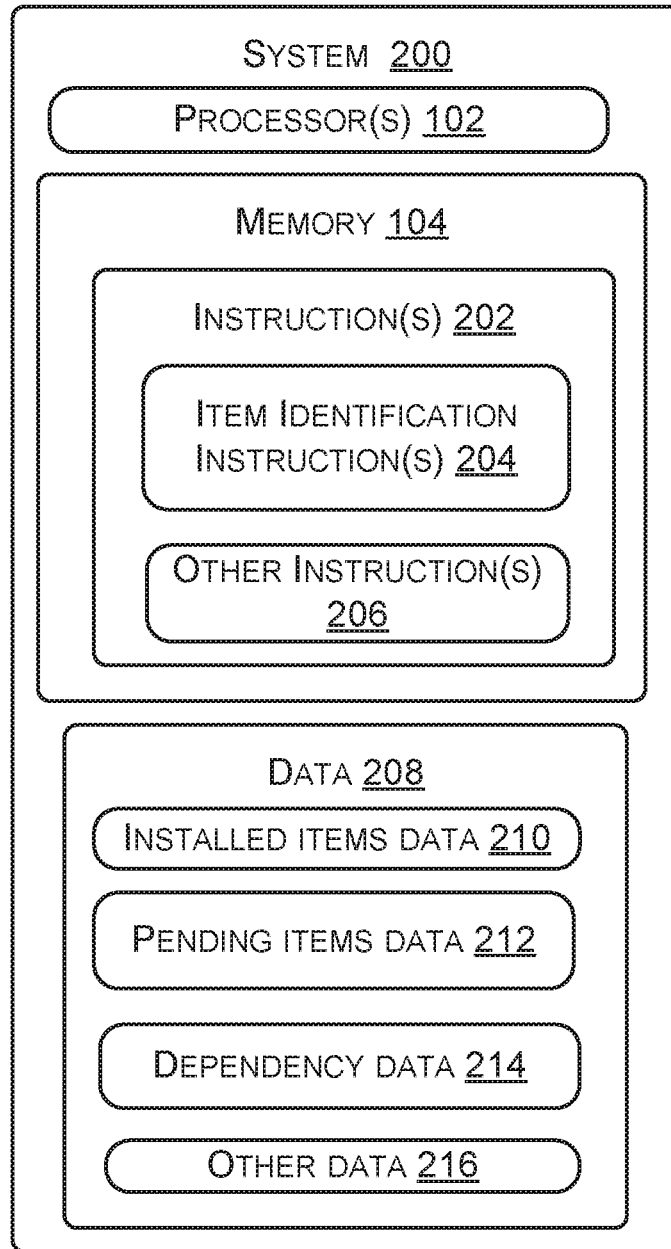 SYSTEM 200
PROCESSOR(S) 102
MEMORY 104
INSTRUCTION(S) 202
ITEM IDENTIFICATION
INSTRUCTION(S) 204
OTHER INSTRUCTION(S)
206
DATA 208
INSTALLED ITEMS DATA 210
PENDING ITEMS DATA 212
DEPENDENCY DATA 214
OTHER DATA 216